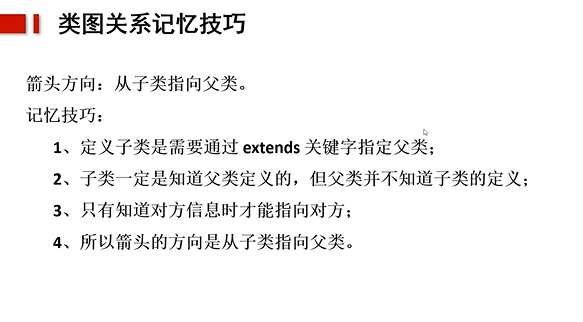 类图关系记忆技巧
箭头方向：从子类指向父类。
记忆技巧：
1、定义子类是需要通过 extends 关键字指定父类；
2、子类一定是知道父类定义的，但父类并不知道子类的定义；
3、只有知道对方信息时才能指向对方；
4、所以箭头的方向是从子类指向父类。